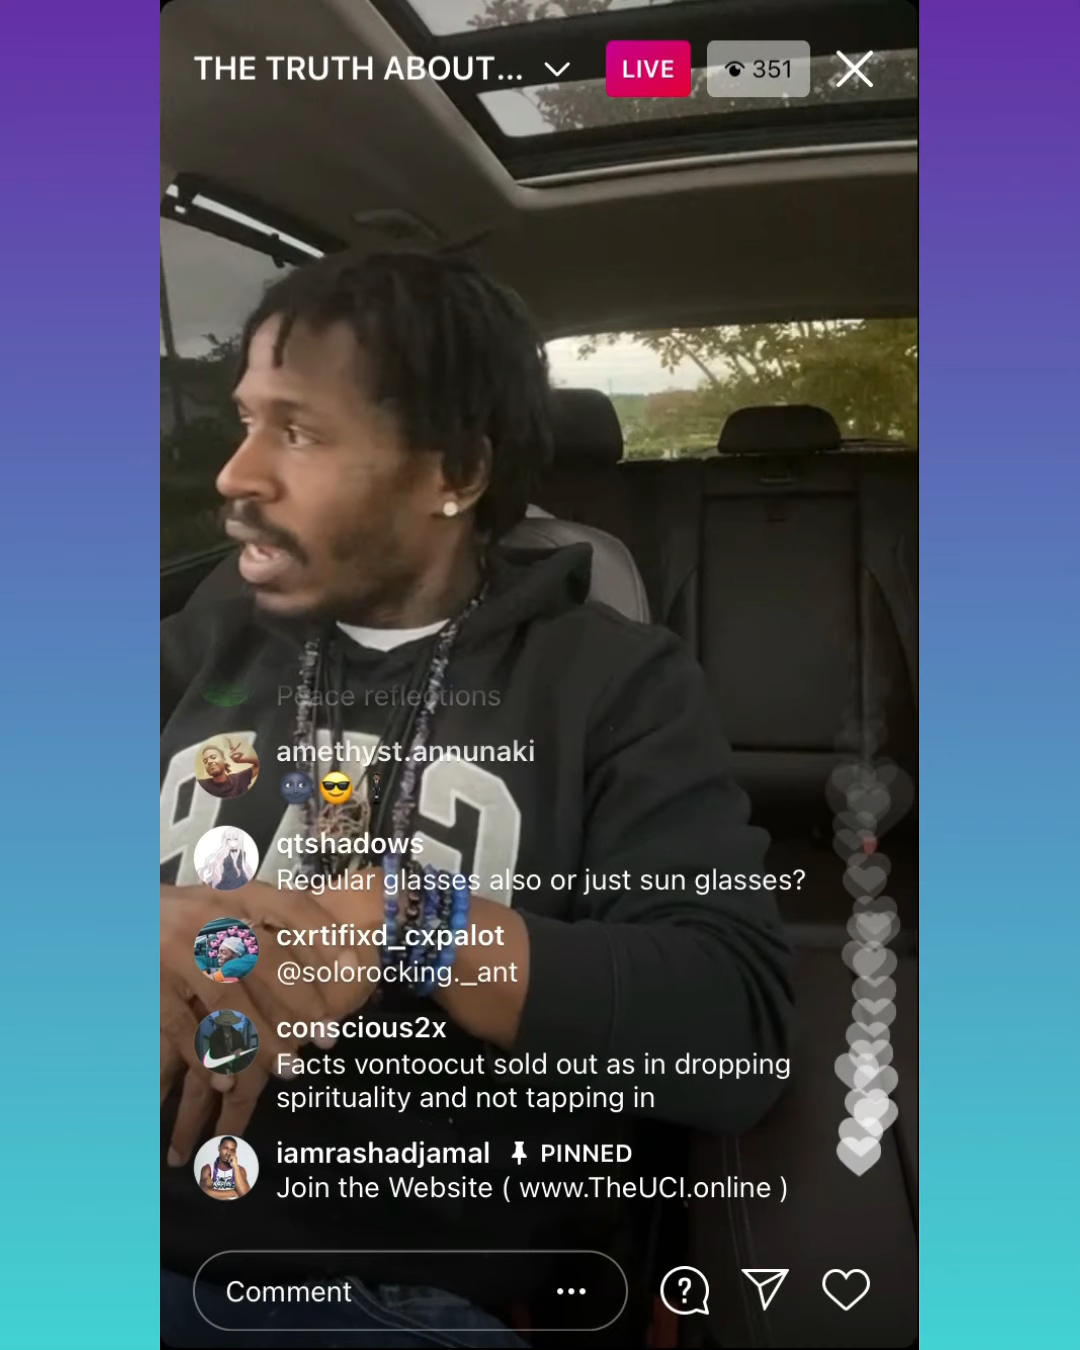 THE TRUTH ABOUT...
LIVE
351
Peace reflections
amethyst.annunaki
qtshadows
Regular glasses also or just sun glasses?
cxrtifixd_cxpalot
@solorocking._ant
conscious2x
Facts vontoocut sold out as in dropping
spirituality and not tapping in
iamrashadjamal PINNED
Join the Website ( www.TheUCI.online )
Comment